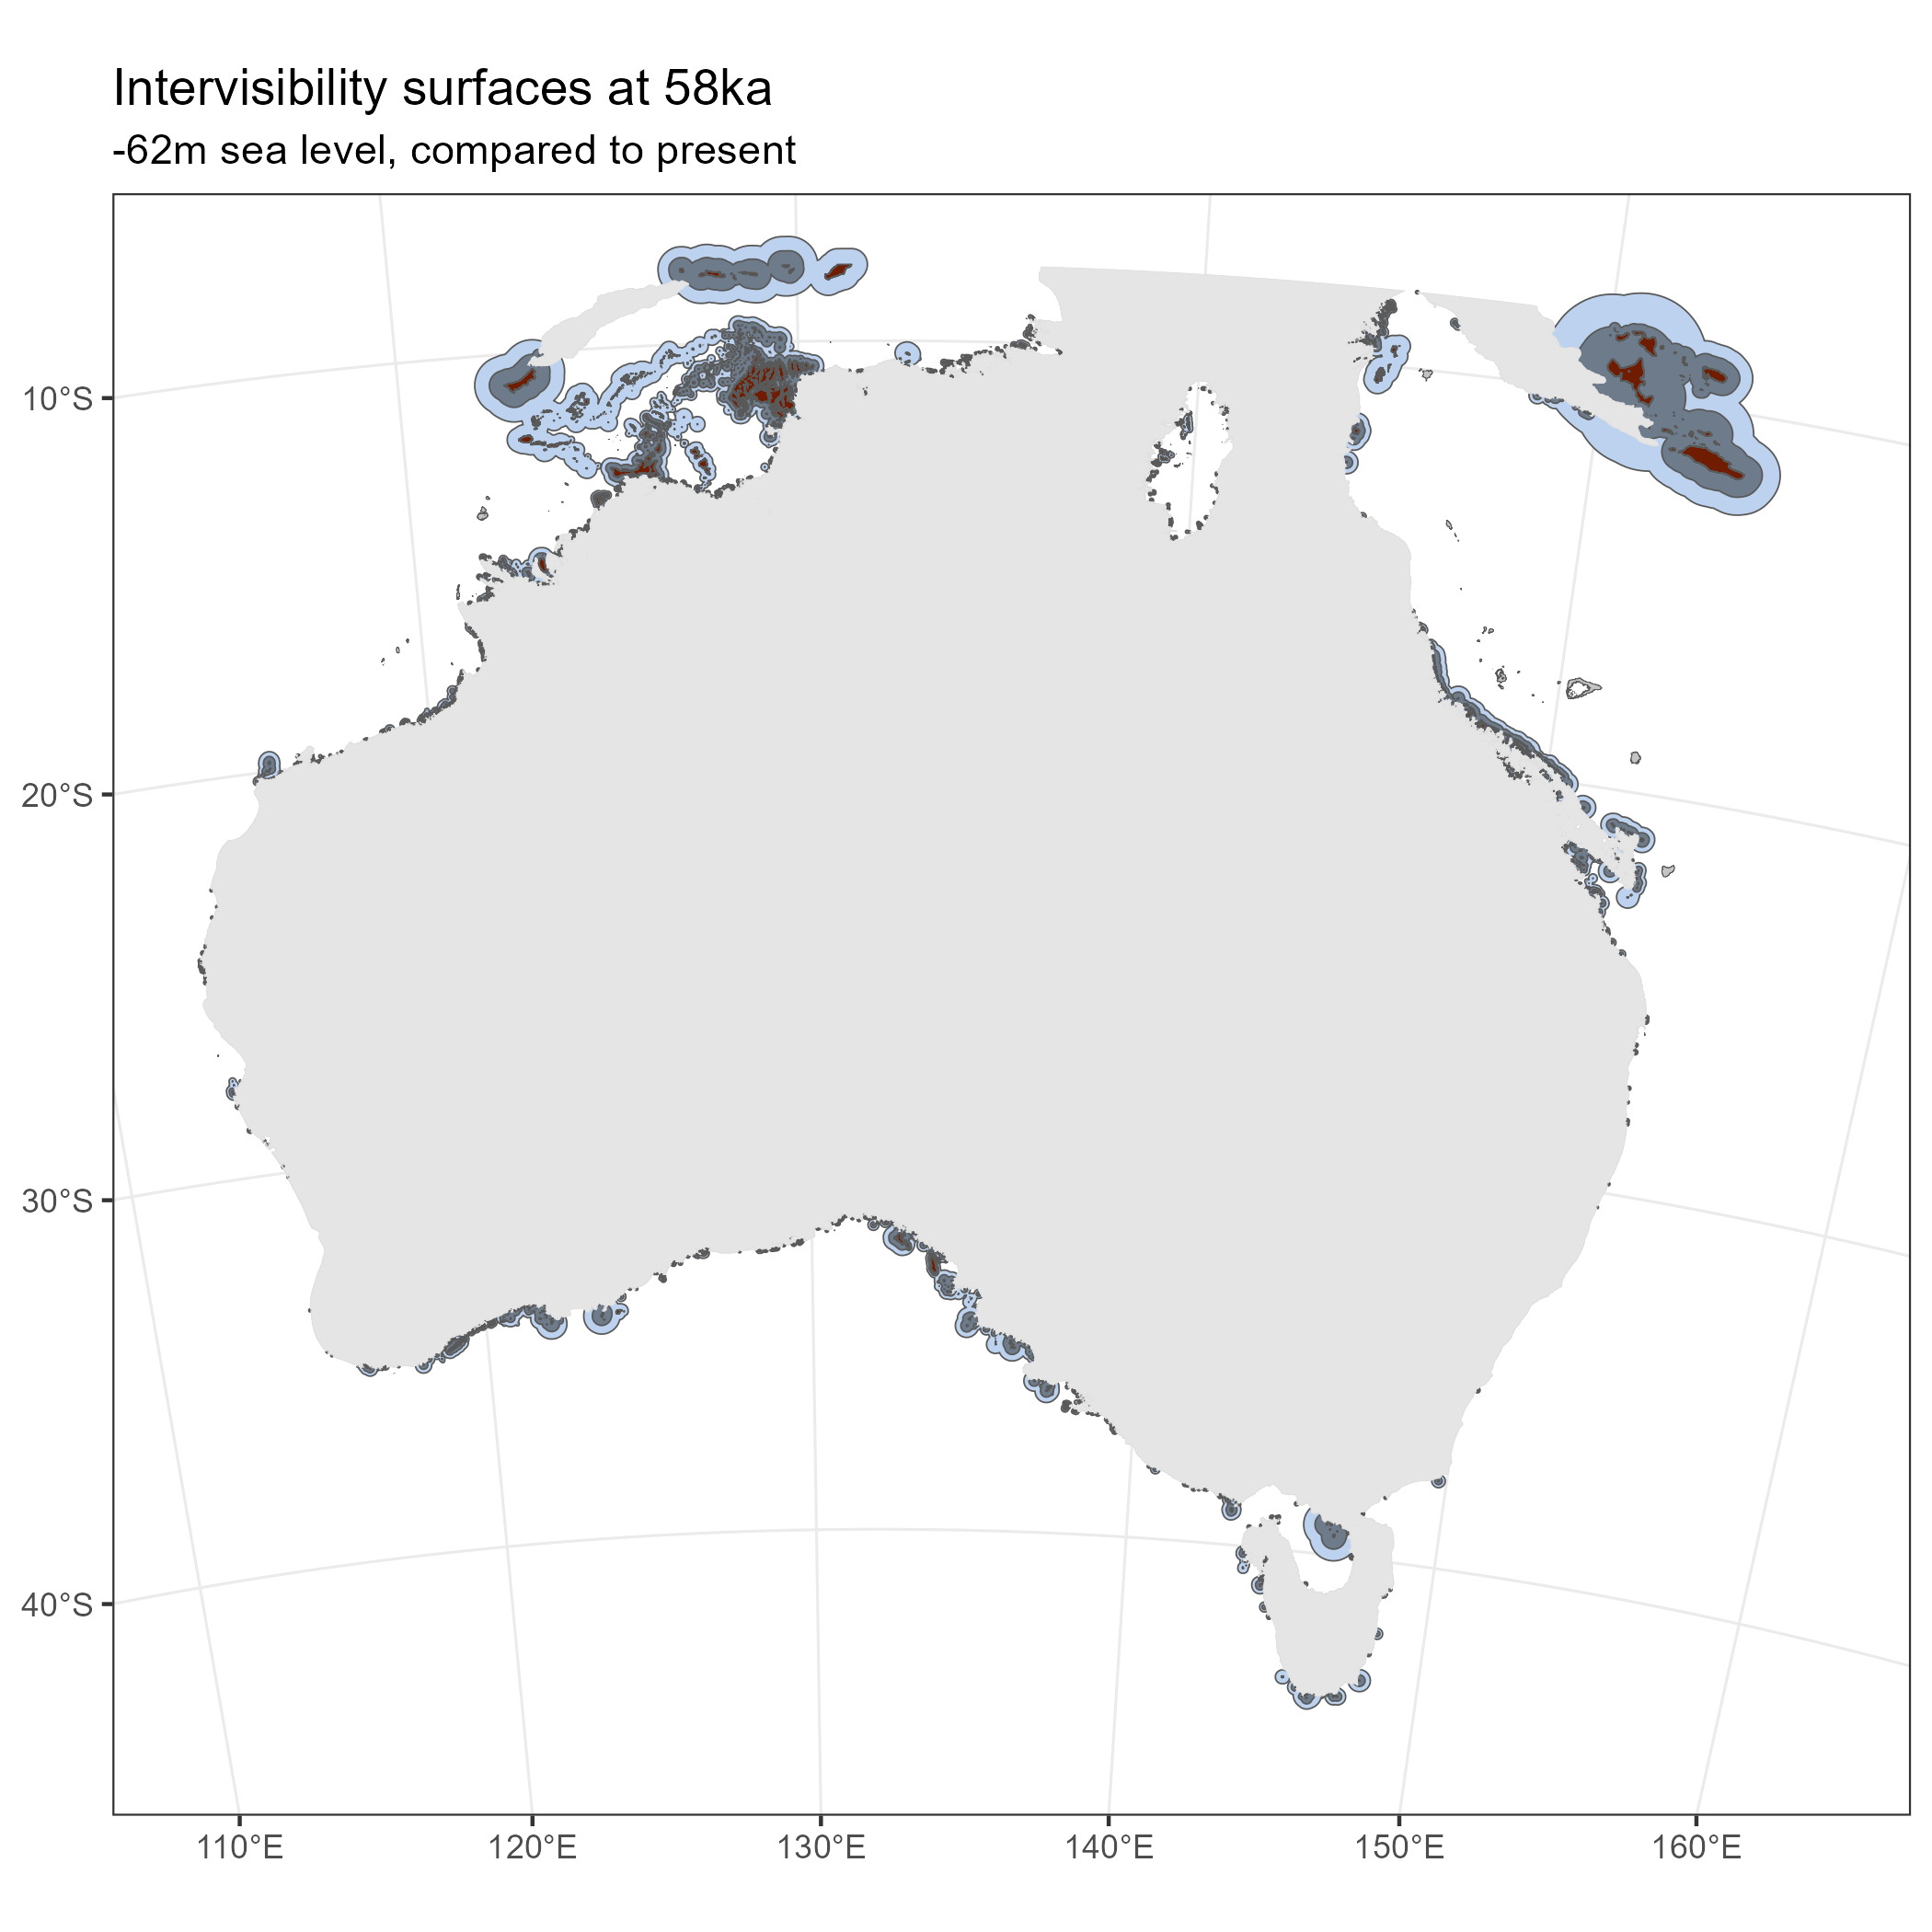 Intervisibility surfaces at 58ka
-62m sea level, compared to present
10°S
20°S
30°S
40°S
110°E
120°E
130°E
140°E
150°E
160°E